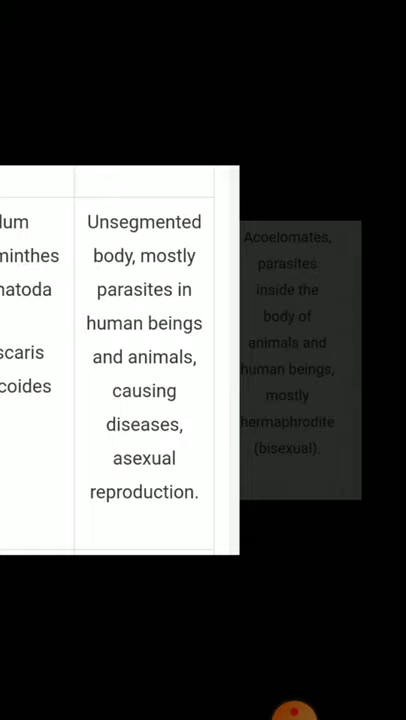 lum
minthes
natoda
scaris
coides
Unsegmented
body, mostly
parasites in
human beings
and animals,
causing
diseases,
asexual
reproduction.
Acoelomates,
parasites
inside the
body of
animals and
human beings,
mostly
hermaphrodite
(bisexual).